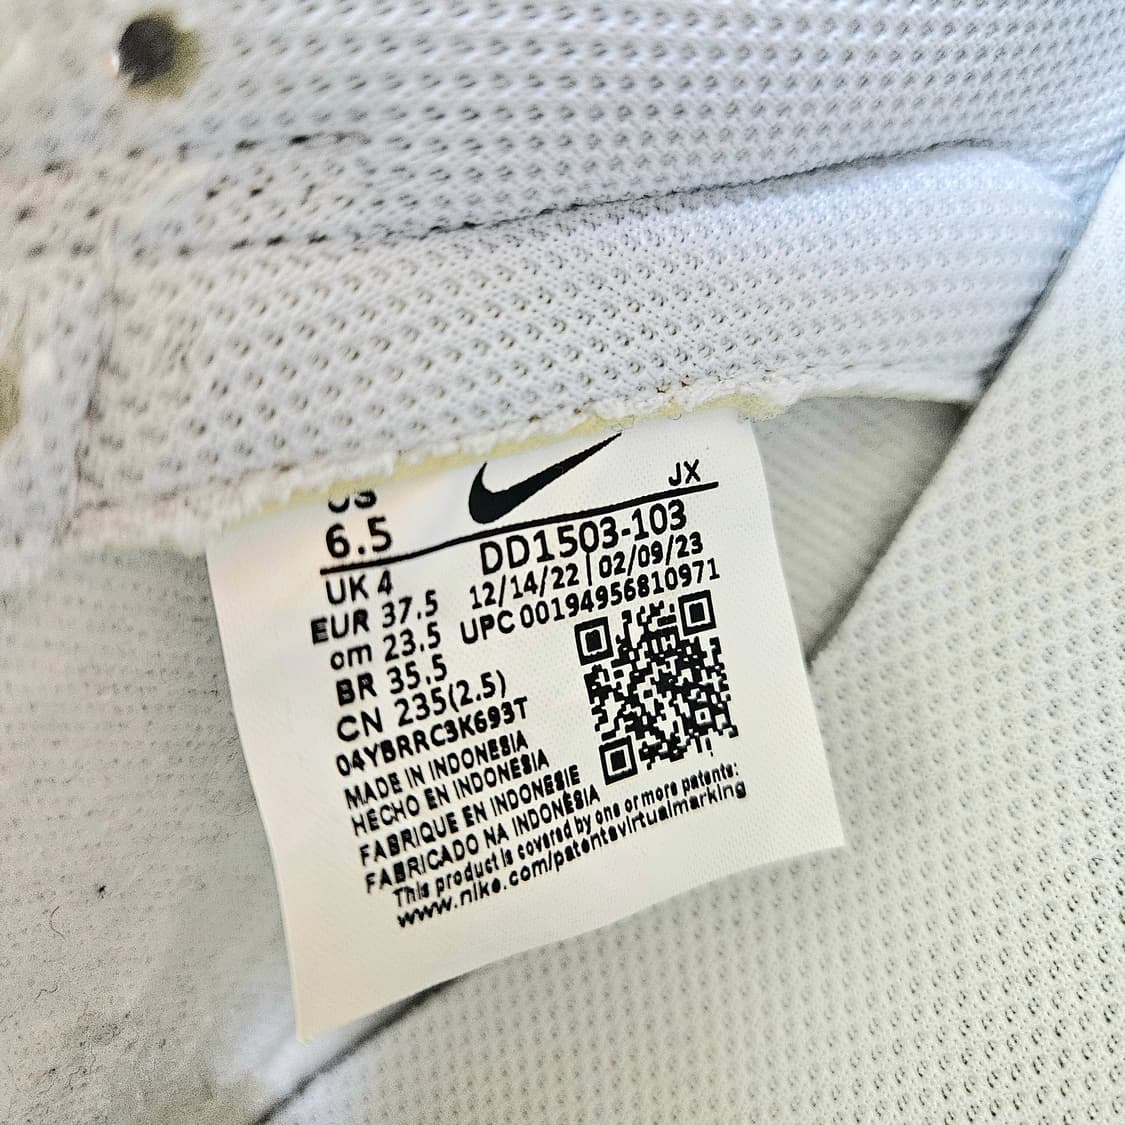 US
6.5
JX
DD1503-103
UK 4
12/14/22 | 02/09/23
EUR 37.5
UPC 00194956810971
cm 23.5
BR 35.5
CN 235(2.5)
04YBRRC3K693T
MADE IN INDONESIA
HECHO EN INDONESIA
FABRIQUE EN INDONESIE
FABRICADO NA INDONÉSIA
This product is covered by one or more patents:
www.nike.com/patentsvirtualmarking